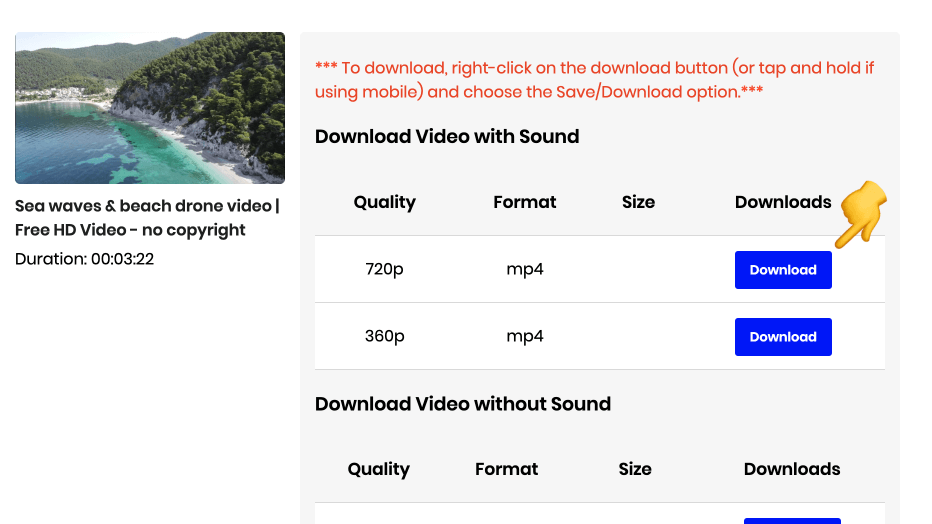 *** To download, right-click on the download button (or tap and hold if
using mobile) and choose the Save/Download option.***
Download Video with Sound
Quality Format Size Downloads
720p mp4 Download
360p mp4 Download
Download Video without Sound
Quality Format Size Downloads
Sea waves & beach drone video |
Free HD Video - no copyright
Duration: 00:03:22